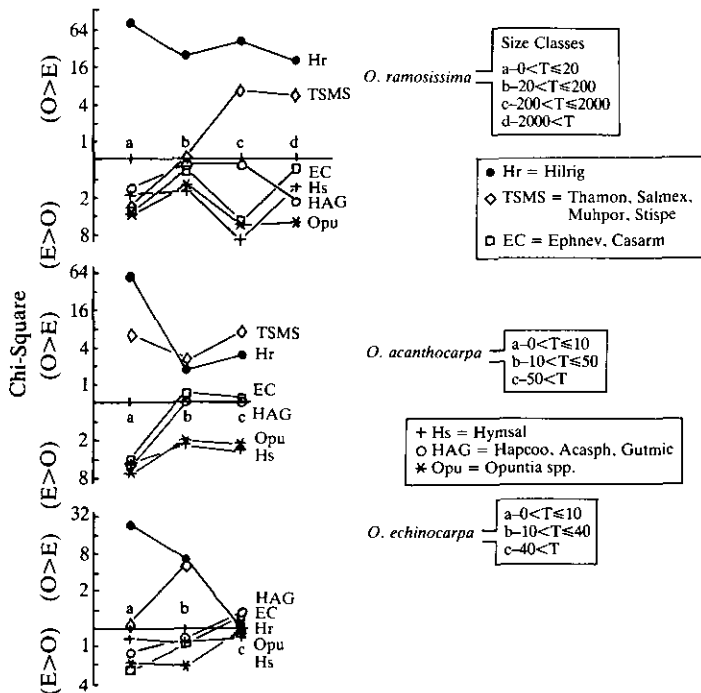 Chi-Square
(O>E)
(E>O)
64
16
4
1
2
8
a
b
c
d
Hr
TSMS
EC
Hs
HAG
Opu
O. ramosissima
Size Classes
a–0<T≤20
b–20<T≤200
c–200<T≤2000
d–2000<T
● Hr = Hilrig
◇ TSMS = Thamon, Salmex,
Muhpor, Stispe
□ EC = Ephnev, Casarm
(O>E)
(E>O)
64
16
4
1
2
8
a
b
c
TSMS
Hr
EC
HAG
Opu
Hs
O. acanthocarpa
a–0<T≤10
b–10<T≤50
c–50<T
+ Hs = Hymsal
○ HAG = Hapcoo, Acasph, Gutmic
✳ Opu = Opuntia spp.
(O>E)
(E>O)
32
8
2
1
4
a
b
c
HAG
EC
Hr
Opu
Hs
O. echinocarpa
a–0<T≤10
b–10<T≤40
c–40<T